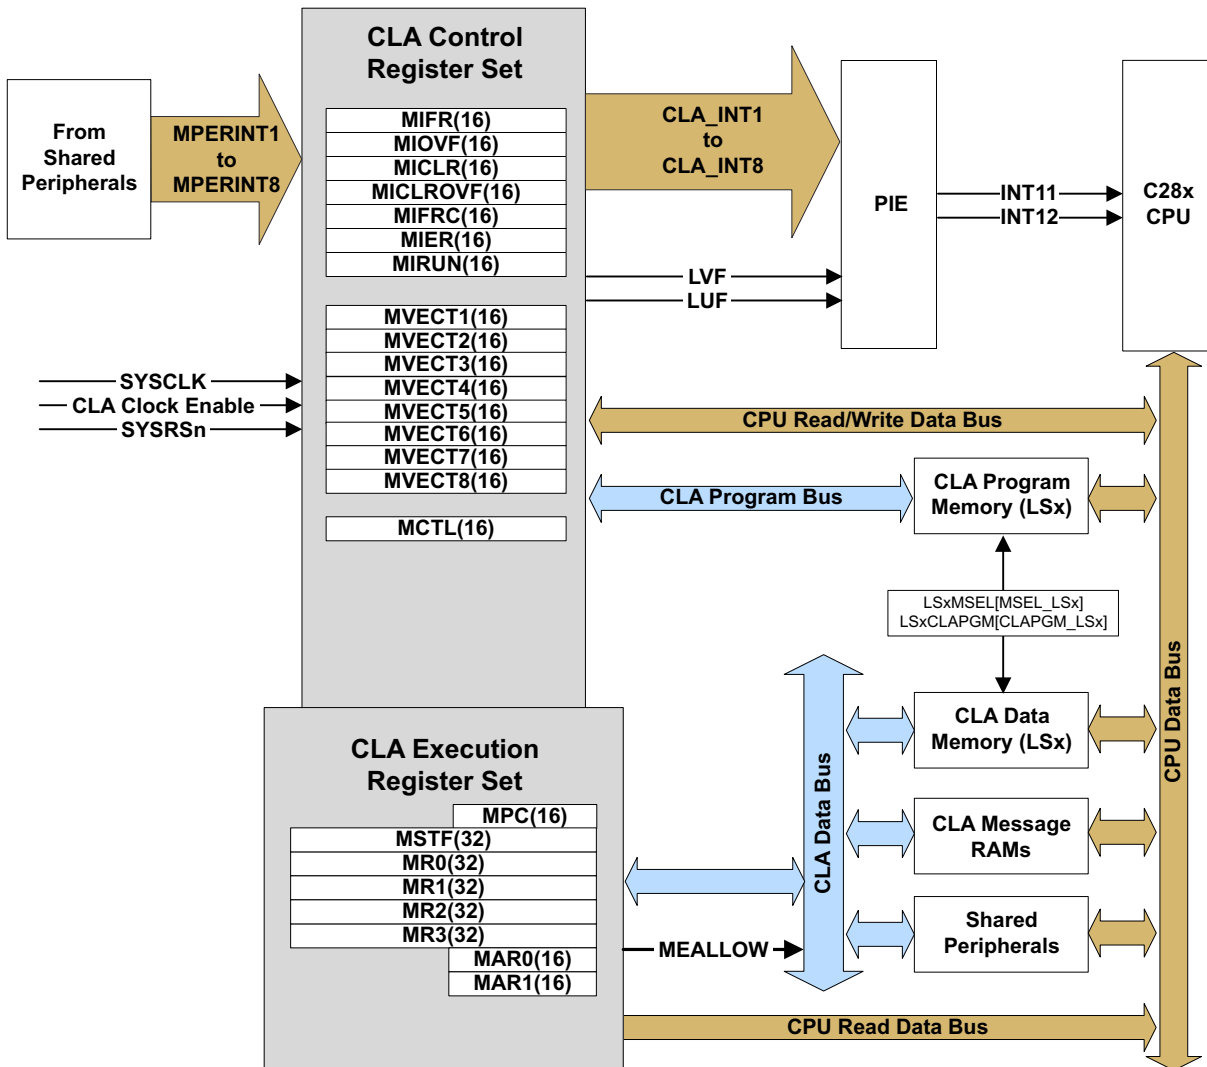 CLA Control
Register Set
From
Shared
Peripherals
MPERINT1
to
MPERINT8
MIFR(16)
MIOVF(16)
MICLR(16)
MICLROVF(16)
MIFRC(16)
MIER(16)
MIRUN(16)
CLA_INT1
to
CLA_INT8
PIE
INT11
INT12
C28x
CPU
LVF
LUF
MVECT1(16)
MVECT2(16)
MVECT3(16)
MVECT4(16)
MVECT5(16)
MVECT6(16)
MVECT7(16)
MVECT8(16)
SYSCLK
CLA Clock Enable
SYSRSn
CPU Read/Write Data Bus
CLA Program Bus
CLA Program
Memory (LSx)
MCTL(16)
LSxMSEL[MSEL_LSx]
LSxCLAPGM[CLAPGM_LSx]
CPU Data Bus
CLA Data
Memory (LSx)
CLA Data Bus
CLA Message
RAMs
Shared
Peripherals
CLA Execution
Register Set
MPC(16)
MSTF(32)
MR0(32)
MR1(32)
MR2(32)
MR3(32)
MAR0(16)
MAR1(16)
MEALLOW
CPU Read Data Bus